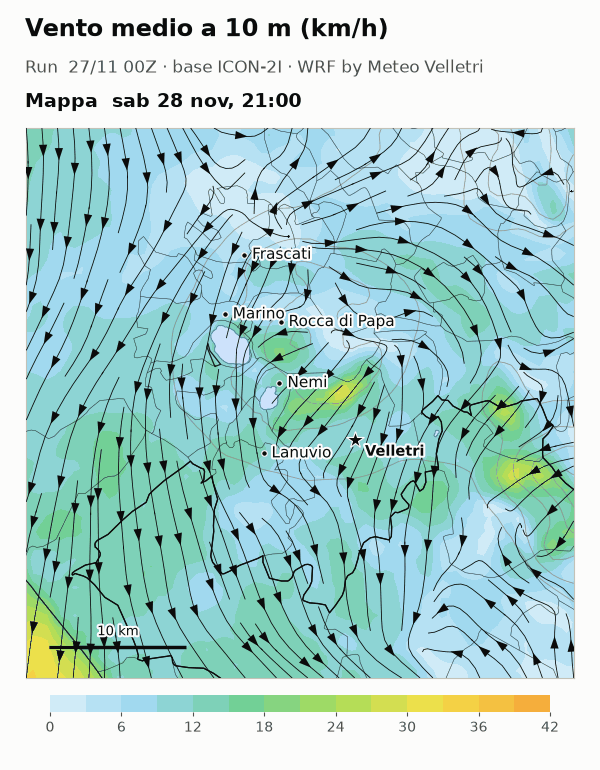 Vento medio a 10 m (km/h)
Run  27/11 00Z · base ICON-2I · WRF by Meteo Velletri
Mappa  sab 28 nov, 21:00
Frascati
Marino
Rocca di Papa
Nemi
Velletri
Lanuvio
10 km
0 6 12 18 24 30 36 42